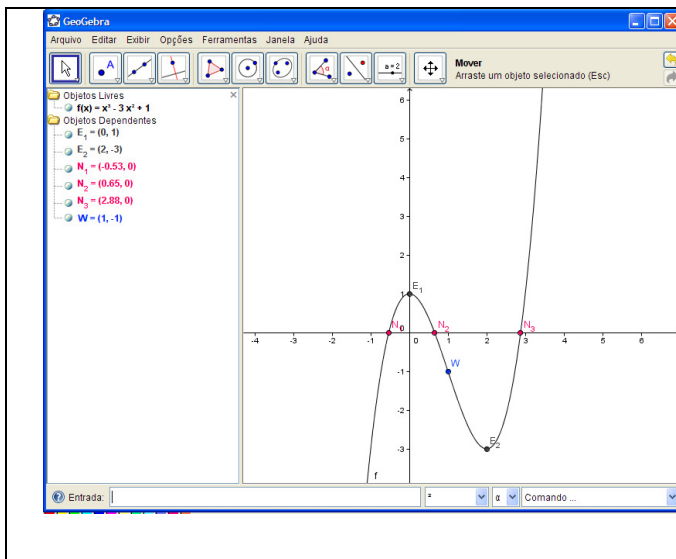 GeoGebra
Arquivo Editar Exibir Opções Ferramentas Janela Ajuda
A
a = 2
Mover
Arraste um objeto selecionado (Esc)
Objetos Livres
f(x) = x³ - 3 x² + 1
Objetos Dependentes
E₁ = (0, 1)
E₂ = (2, -3)
N₁ = (-0.53, 0)
N₂ = (0.65, 0)
N₃ = (2.88, 0)
W = (1, -1)
6
5
4
3
2
1 E₁
N 0 N₂ N₃
-4 -3 -2 -1 0 1 2 3 4 5 6
W
-1
-2
-3 E₂
f
Entrada: ² α Comando ...